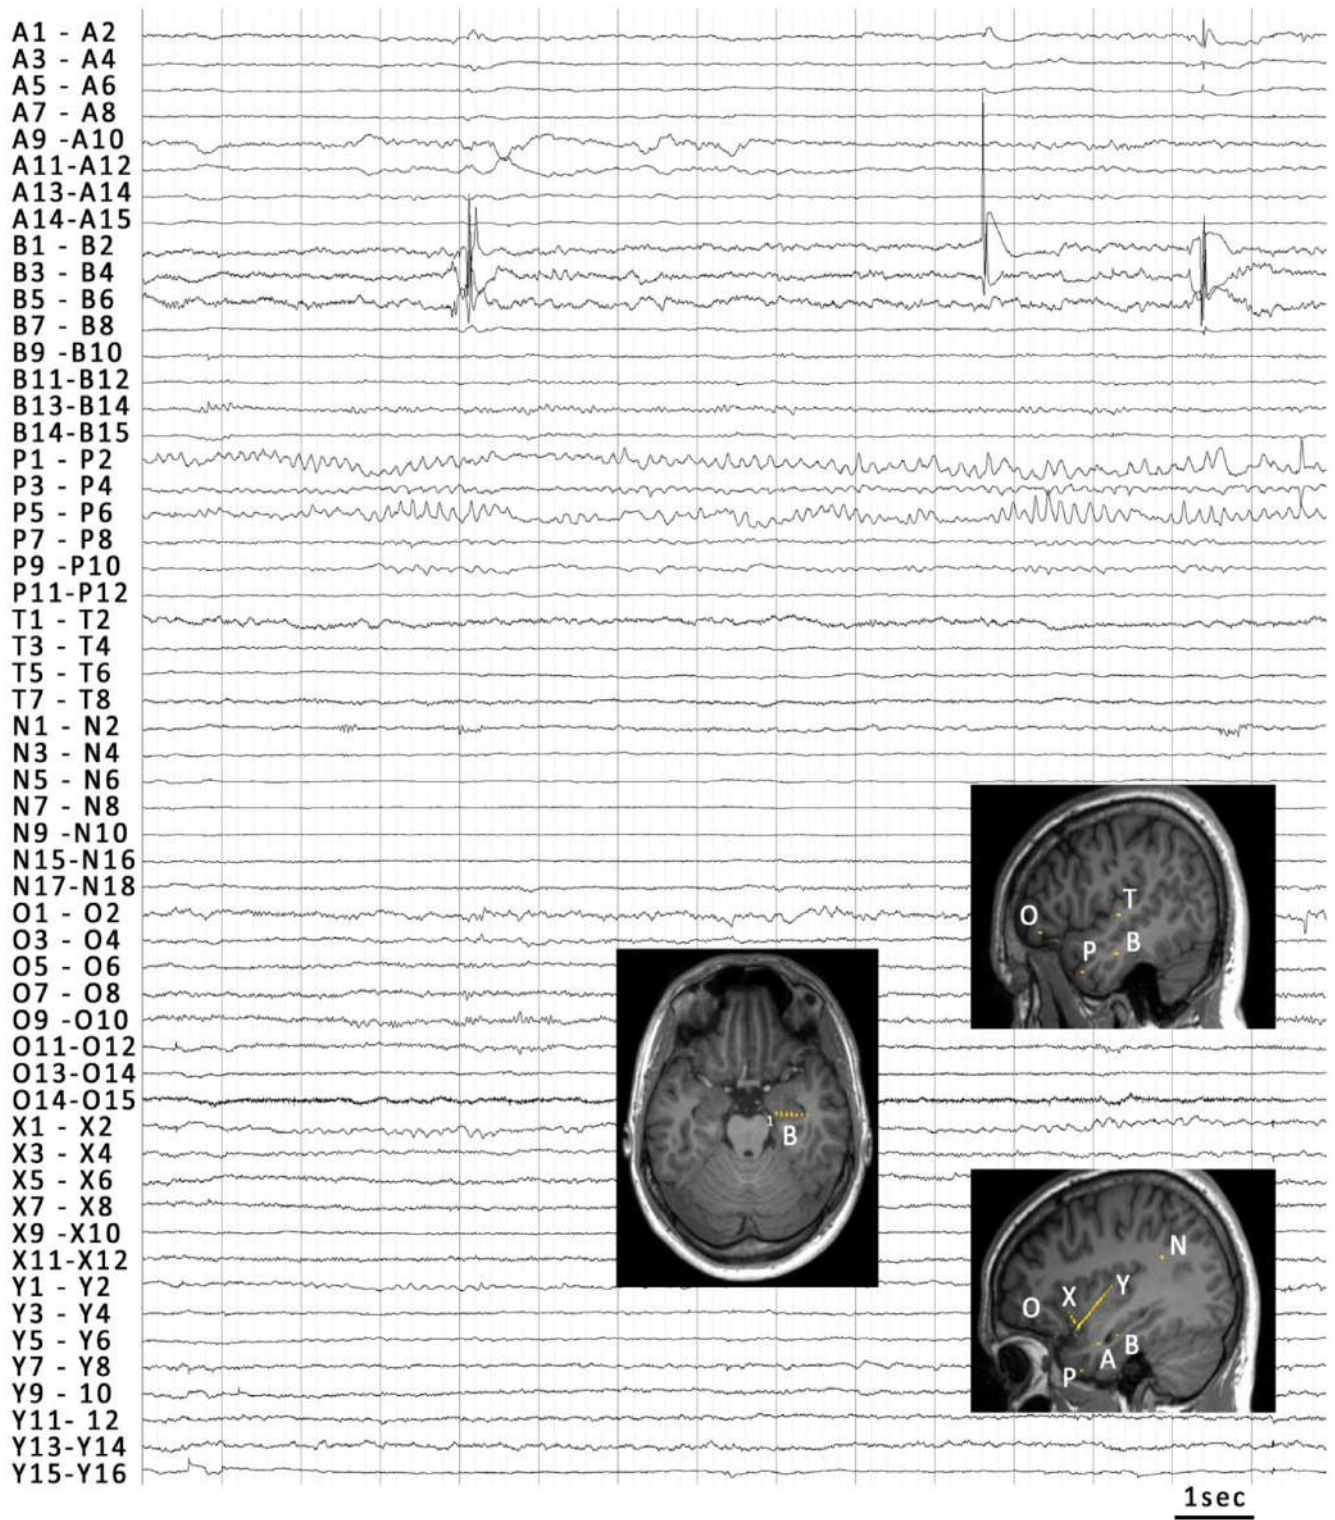 A1 - A2
A3 - A4
A5 - A6
A7 - A8
A9 -A10
A11-A12
A13-A14
A14-A15
B1 - B2
B3 - B4
B5 - B6
B7 - B8
B9 -B10
B11-B12
B13-B14
B14-B15
P1 - P2
P3 - P4
P5 - P6
P7 - P8
P9 -P10
P11-P12
T1 - T2
T3 - T4
T5 - T6
T7 - T8
N1 - N2
N3 - N4
N5 - N6
N7 - N8
N9 -N10
N15-N16
N17-N18
O1 - O2
O3 - O4
O5 - O6
O7 - O8
O9 -O10
O11-O12
O13-O14
O14-O15
X1 - X2
X3 - X4
X5 - X6
X7 - X8
X9 -X10
X11-X12
Y1 - Y2
Y3 - Y4
Y5 - Y6
Y7 - Y8
Y9 - 10
Y11- 12
Y13-Y14
Y15-Y16
O T
P B
1
B
N
X Y
O
A B
P
1sec